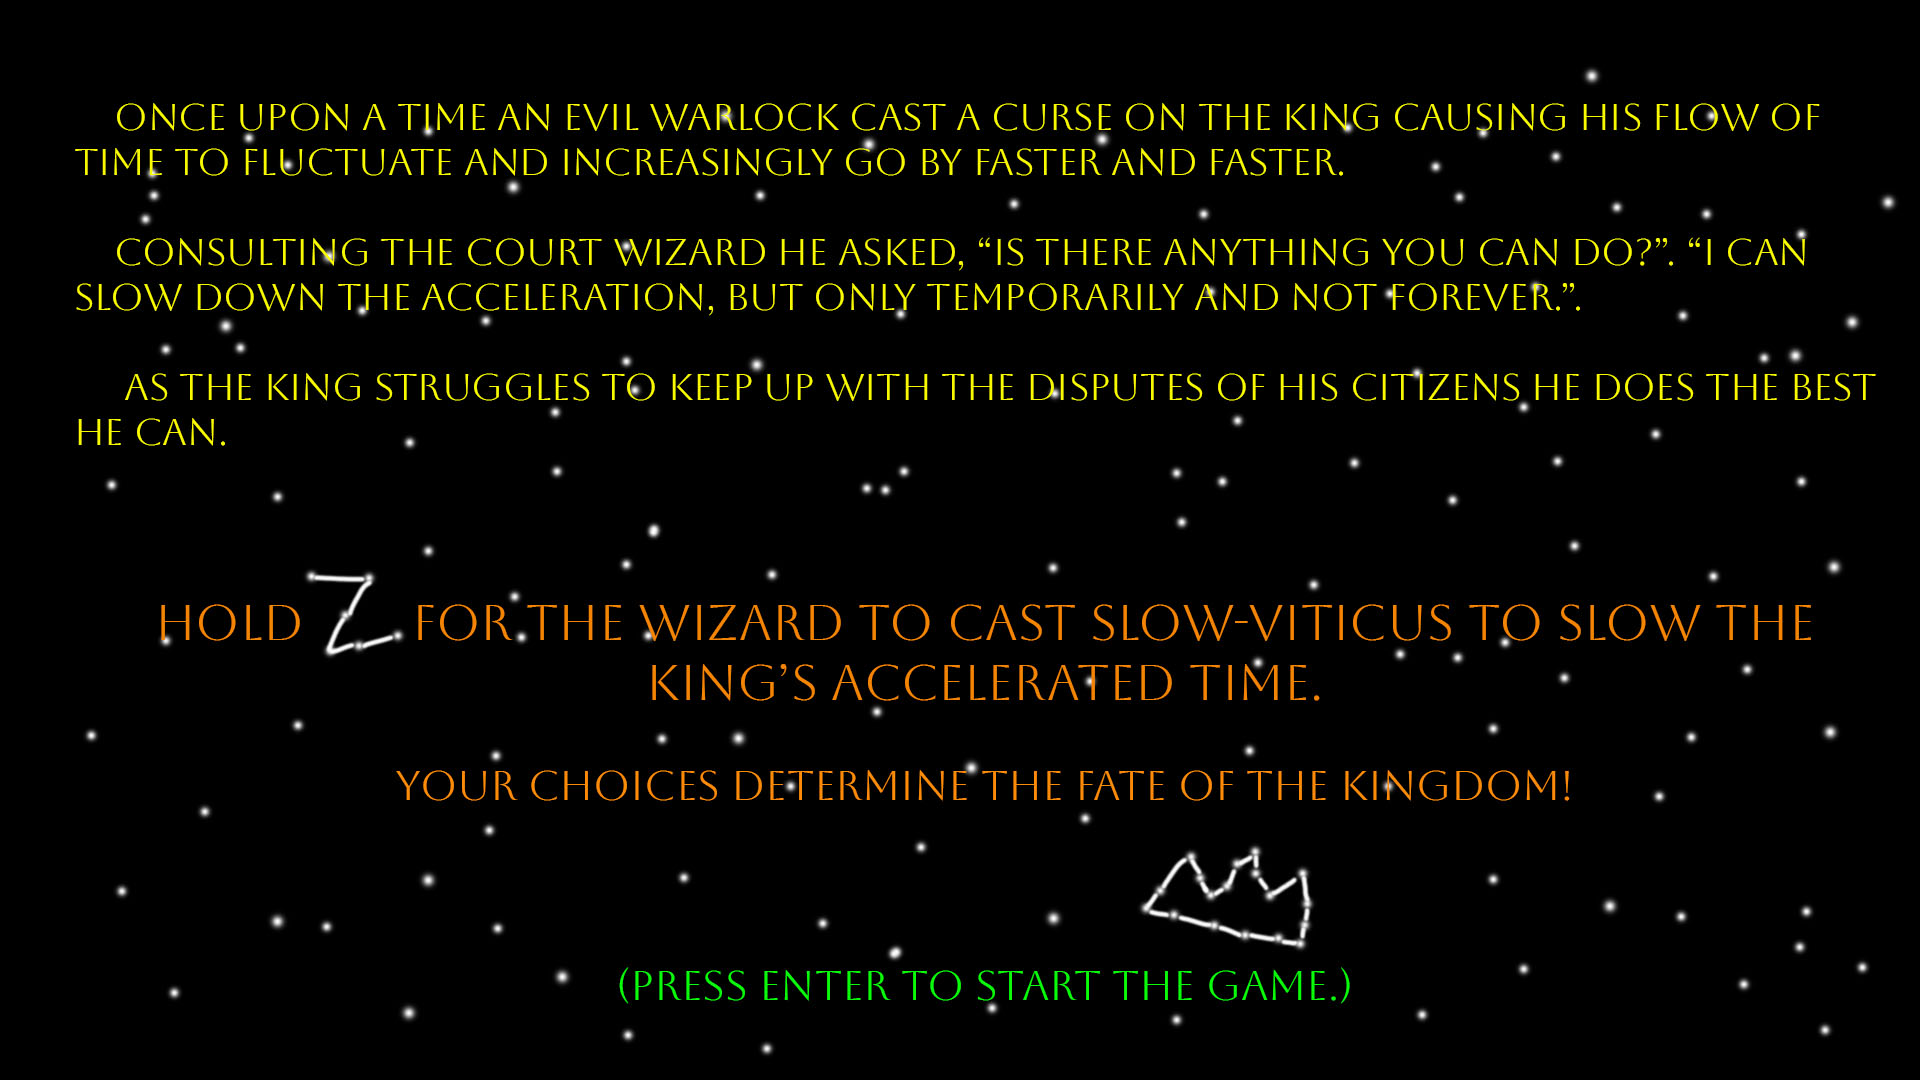 ONCE UPON A TIME AN EVIL WARLOCK CAST A CURSE ON THE KING CAUSING HIS FLOW OF
TIME TO FLUCTUATE AND INCREASINGLY GO BY FASTER AND FASTER.
CONSULTING THE COURT WIZARD HE ASKED, “IS THERE ANYTHING YOU CAN DO?”. “I CAN
SLOW DOWN THE ACCELERATION, BUT ONLY TEMPORARILY AND NOT FOREVER.”.
AS THE KING STRUGGLES TO KEEP UP WITH THE DISPUTES OF HIS CITIZENS HE DOES THE BEST
HE CAN.
HOLD Z FOR THE WIZARD TO CAST SLOW-VITICUS TO SLOW THE
KING’S ACCELERATED TIME.
YOUR CHOICES DETERMINE THE FATE OF THE KINGDOM!
(PRESS ENTER TO START THE GAME.)